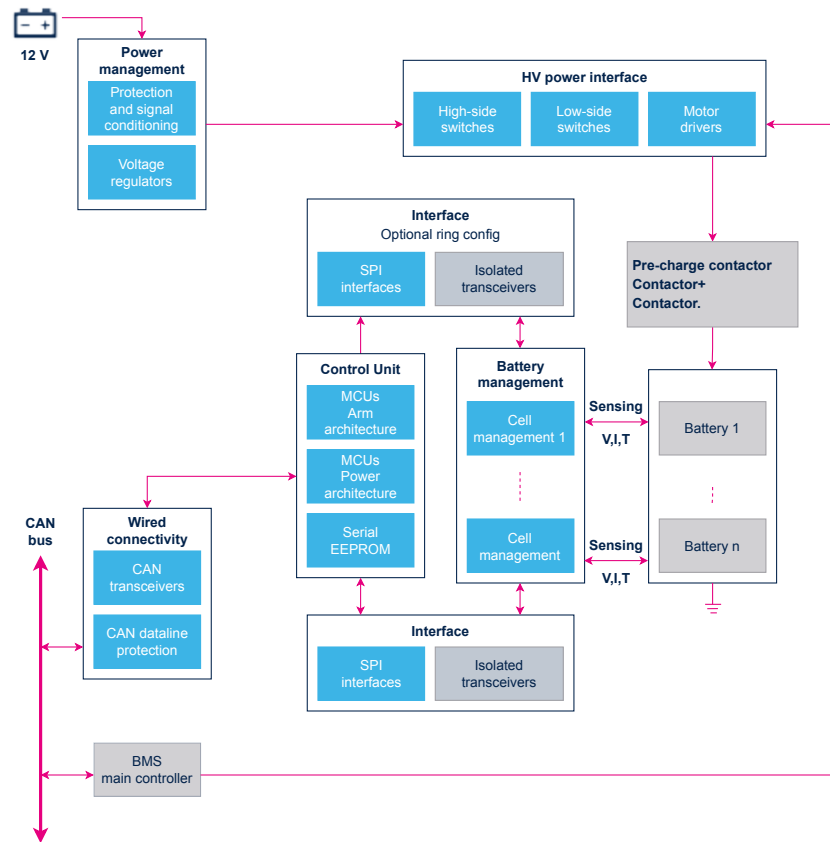 12 V
Power
management
Protection
and signal
conditioning
Voltage
regulators
HV power interface
High-side
switches
Low-side
switches
Motor
drivers
Interface
Optional ring config
SPI
interfaces
Isolated
transceivers
Pre-charge contactor
Contactor+
Contactor.
Control Unit
MCUs
Arm
architecture
MCUs
Power
architecture
Serial
EEPROM
Battery
management
Cell
management 1
Cell
management
Sensing
V,I,T
Sensing
V,I,T
Battery 1
Battery n
CAN
bus
Wired
connectivity
CAN
transceivers
CAN dataline
protection
Interface
SPI
interfaces
Isolated
transceivers
BMS
main controller